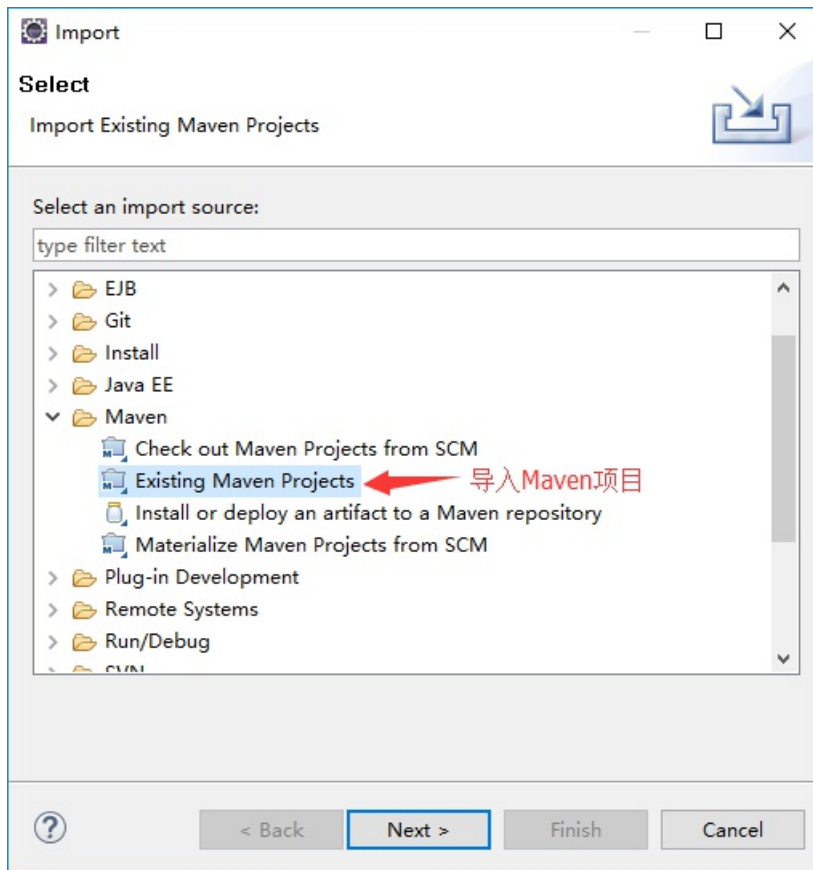 Import
Select
Import Existing Maven Projects
Select an import source:
type filter text
EJB
Git
Install
Java EE
Maven
Check out Maven Projects from SCM
Existing Maven Projects 导入Maven项目
Install or deploy an artifact to a Maven repository
Materialize Maven Projects from SCM
Plug-in Development
Remote Systems
Run/Debug
SVN
?
< Back Next > Finish Cancel